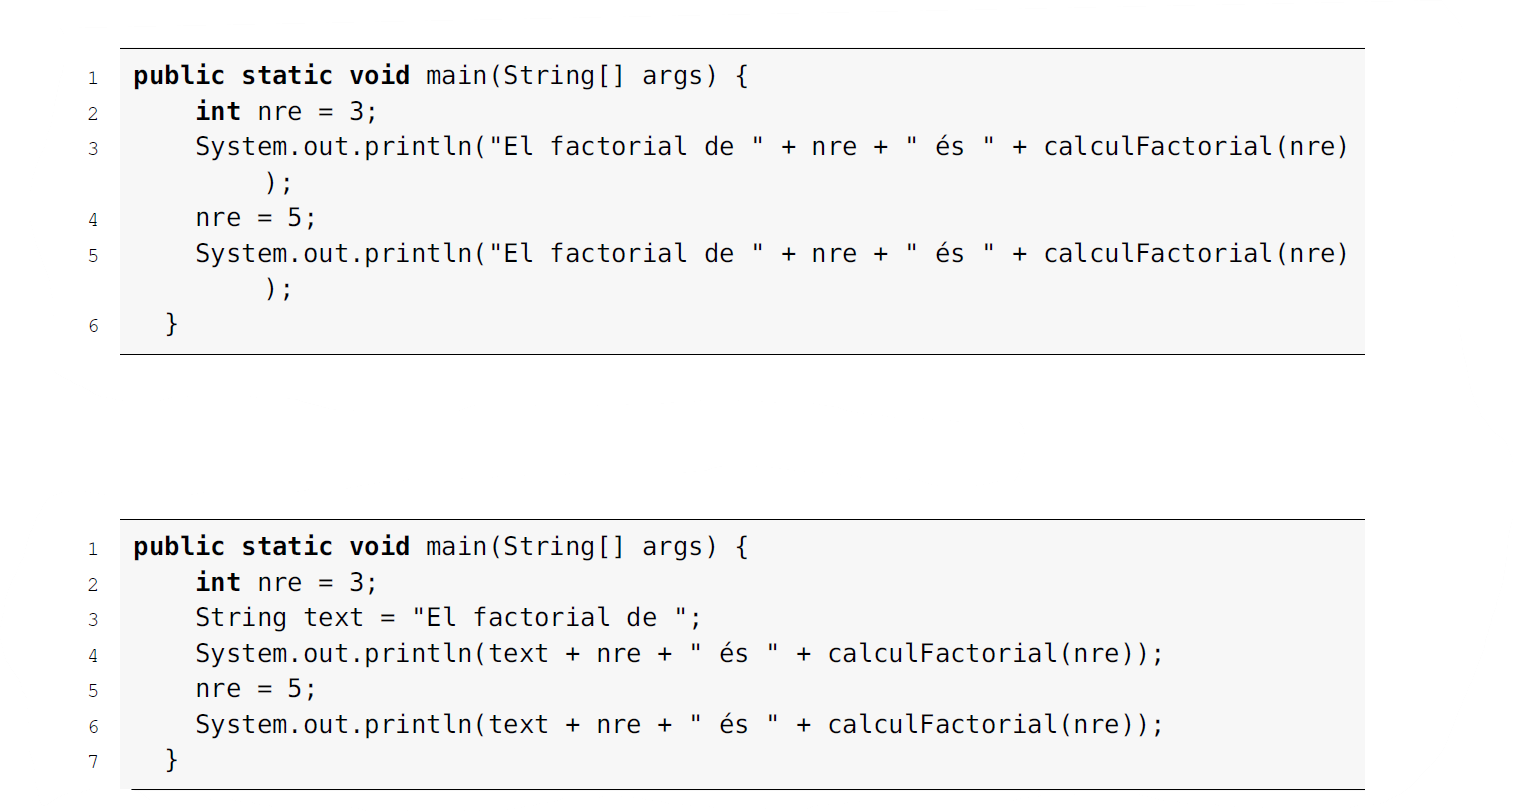 1 public static void main(String[] args) {
2 int nre = 3;
3 System.out.println("El factorial de " + nre + " és " + calculFactorial(nre)
);
4 nre = 5;
5 System.out.println("El factorial de " + nre + " és " + calculFactorial(nre)
);
6 }
1 public static void main(String[] args) {
2 int nre = 3;
3 String text = "El factorial de ";
4 System.out.println(text + nre + " és " + calculFactorial(nre));
5 nre = 5;
6 System.out.println(text + nre + " és " + calculFactorial(nre));
7 }